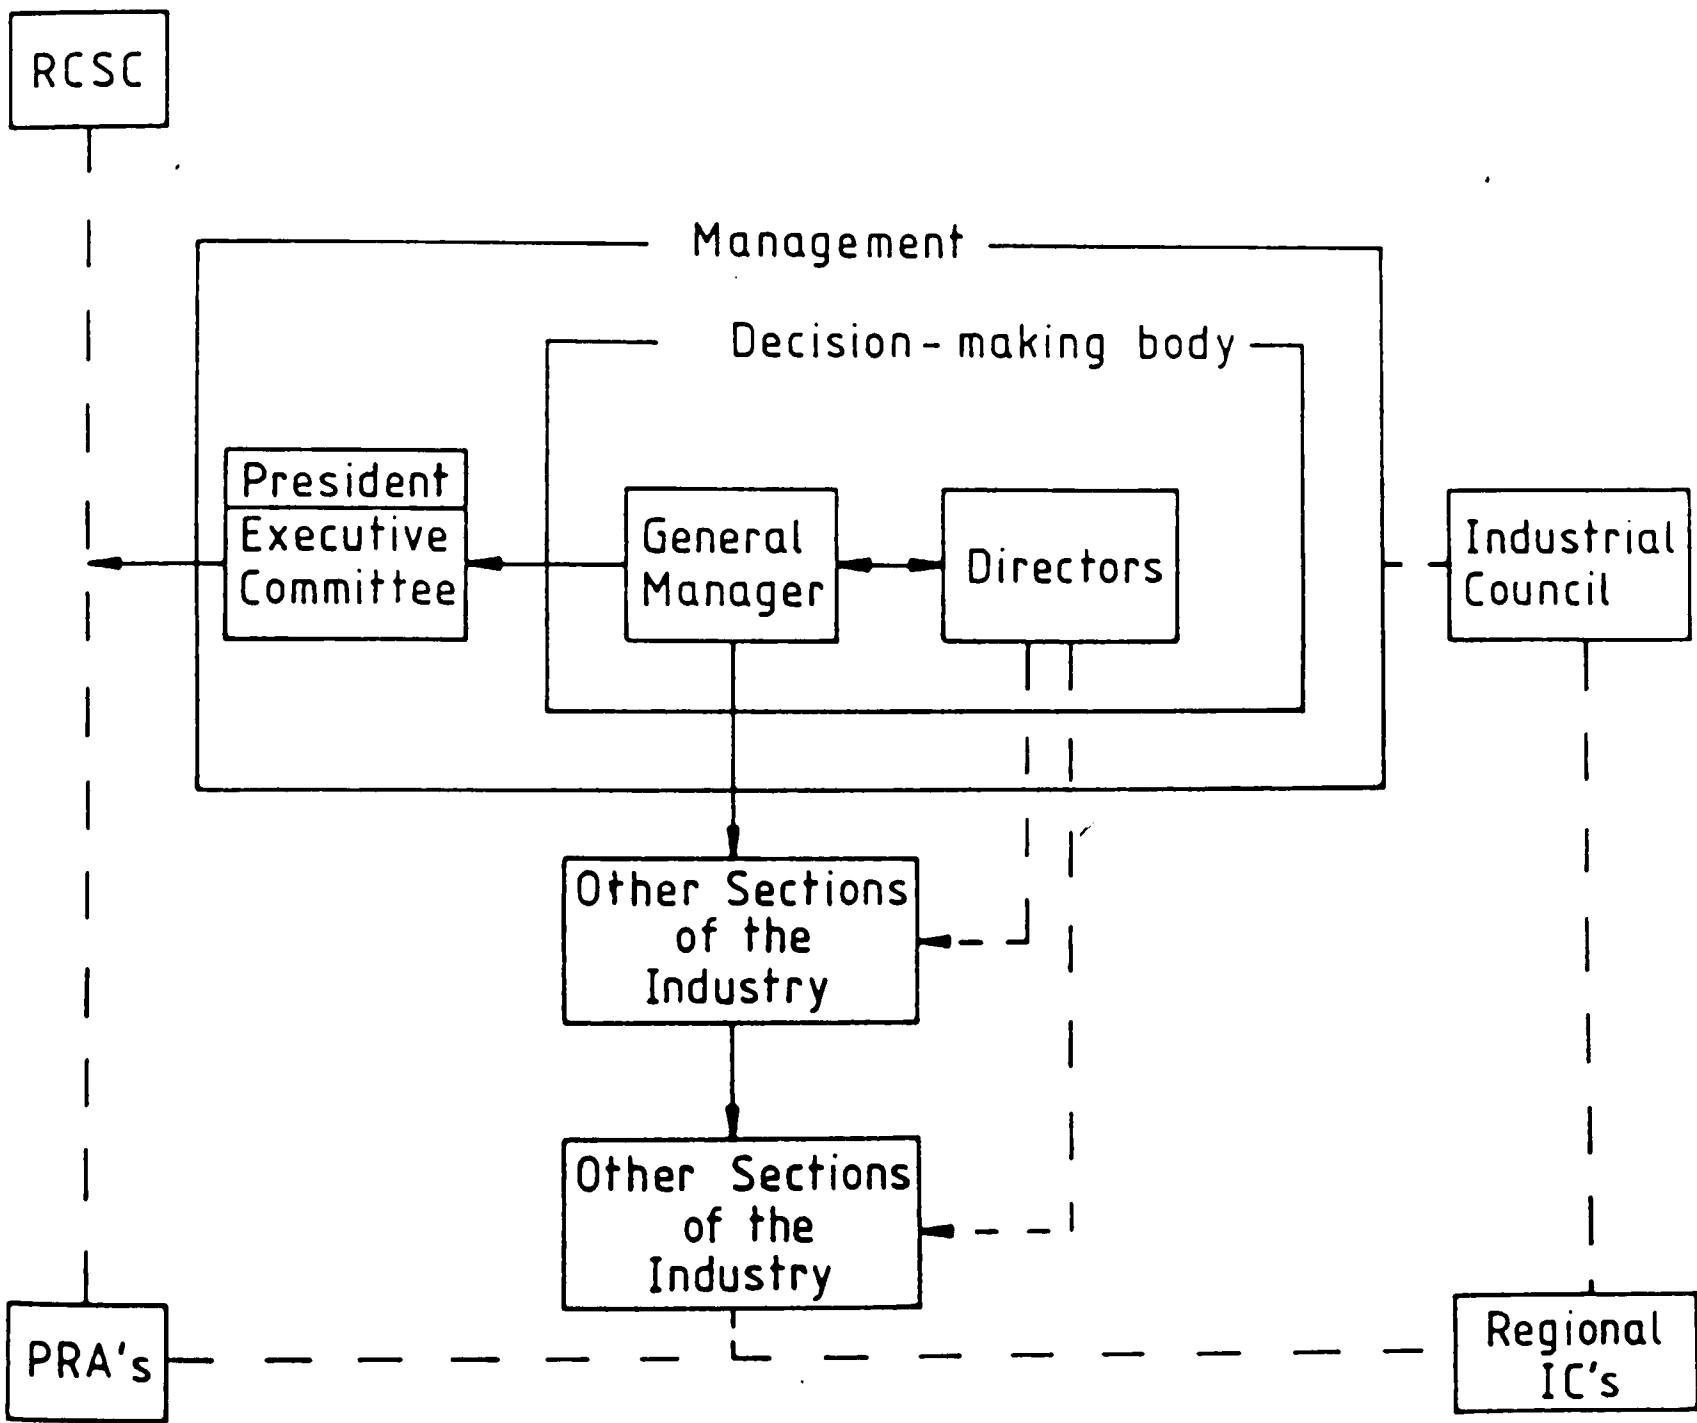 RCSC
Management
Decision-making body
President
Executive
Committee
General
Manager
Directors
Industrial
Council
Other Sections
of the
Industry
Other Sections
of the
Industry
PRA's
Regional
IC's